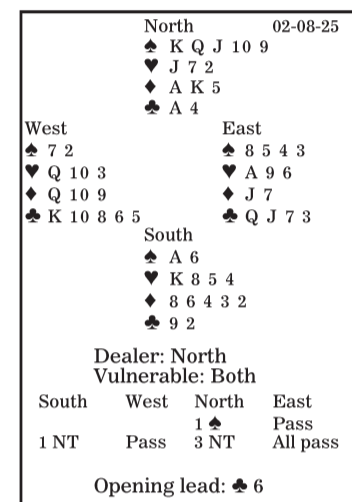 North 02-08-25
♠ K Q J 10 9
♥ J 7 2
♦ A K 5
♣ A 4
West East
♠ 7 2 ♠ 8 5 4 3
♥ Q 10 3 ♥ A 9 6
♦ Q 10 9 ♦ J 7
♣ K 10 8 6 5 ♣ Q J 7 3
South
♠ A 6
♥ K 8 5 4
♦ 8 6 4 3 2
♣ 9 2
Dealer: North
Vulnerable: Both
South West North East
1 ♠ Pass
1 NT Pass 3 NT All pass
Opening lead: ♣ 6